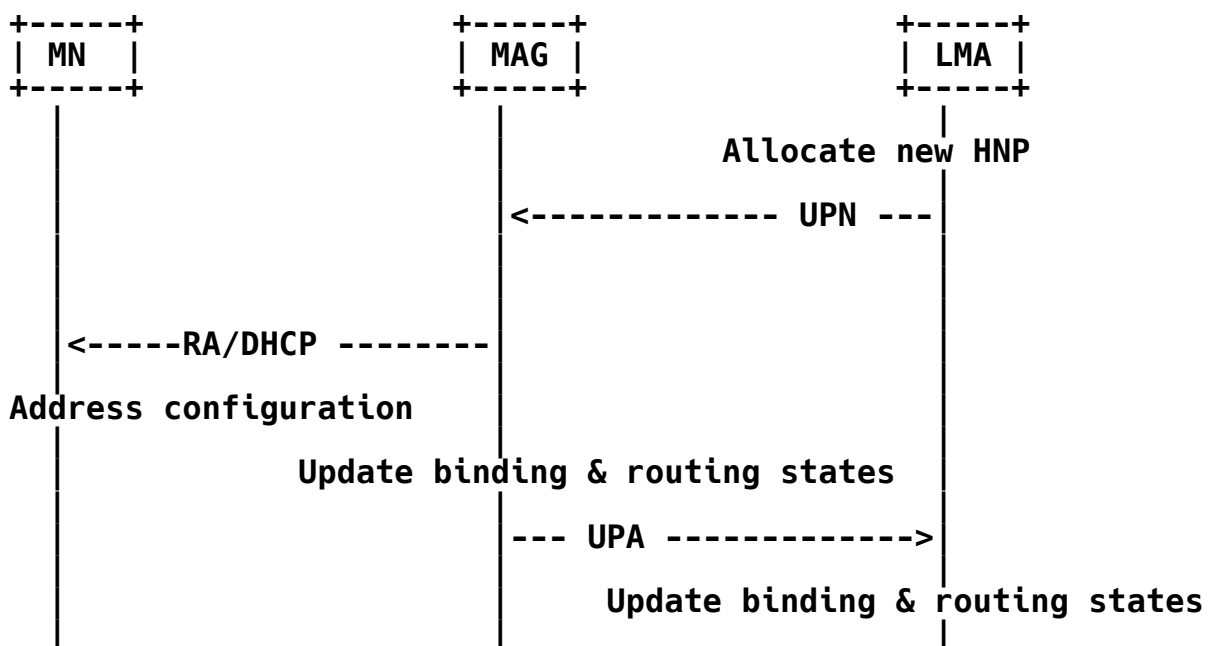 +-----+ +-----+ +-----+
| MN | | MAG | | LMA |
+-----+ +-----+ +-----+
Allocate new HNP
<------------- UPN ---
<-----RA/DHCP --------
Address configuration
Update binding & routing states
--- UPA ------------->
Update binding & routing states